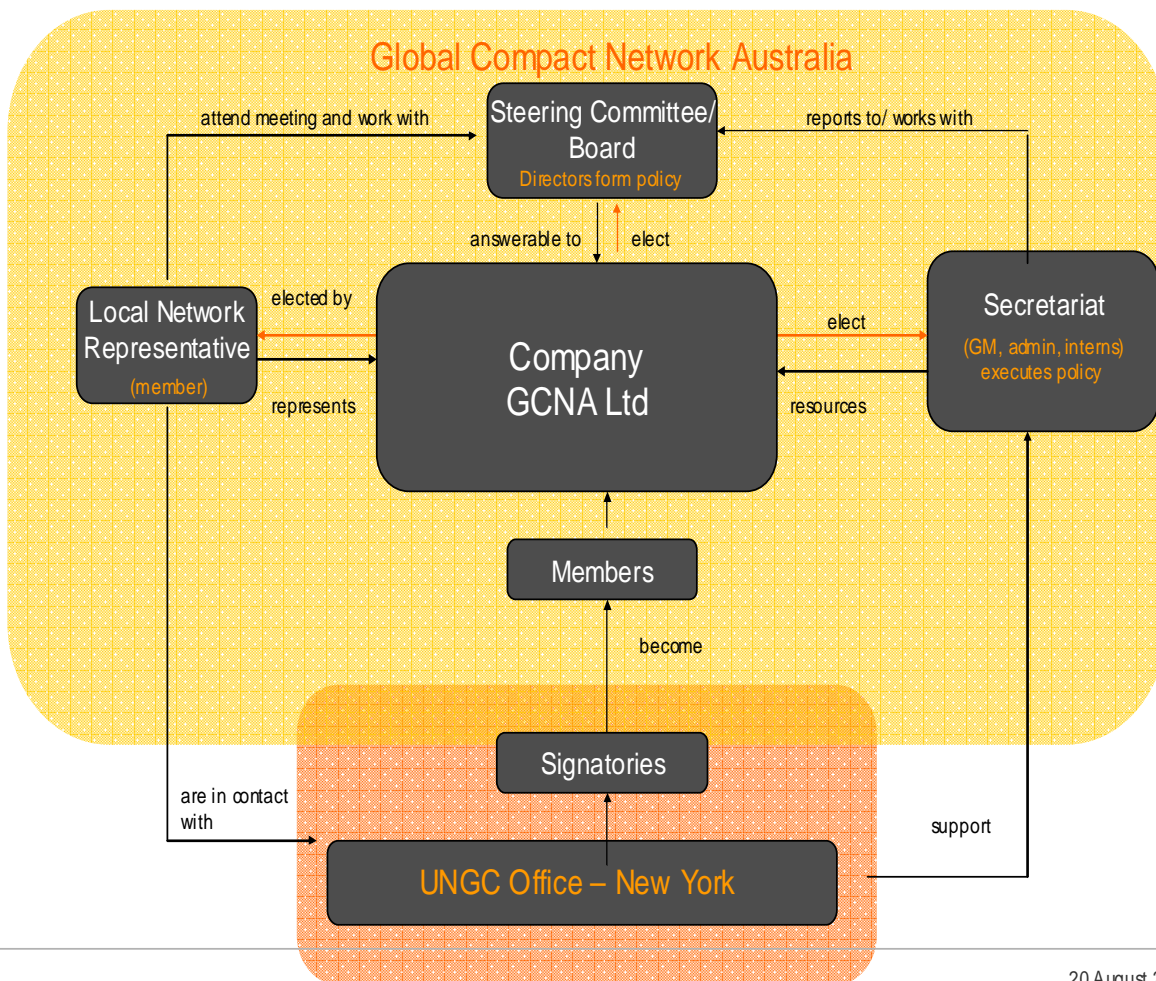 Global Compact Network Australia
attend meeting and work with
Steering Committee/
Board
Directors form policy
reports to/ works with
answerable to
elect
Local Network
Representative
(member)
elected by
represents
Company
GCNA Ltd
elect
resources
Secretariat
(GM, admin, interns)
executes policy
Members
become
Signatories
are in contact
with
support
UNGC Office – New York
20 August